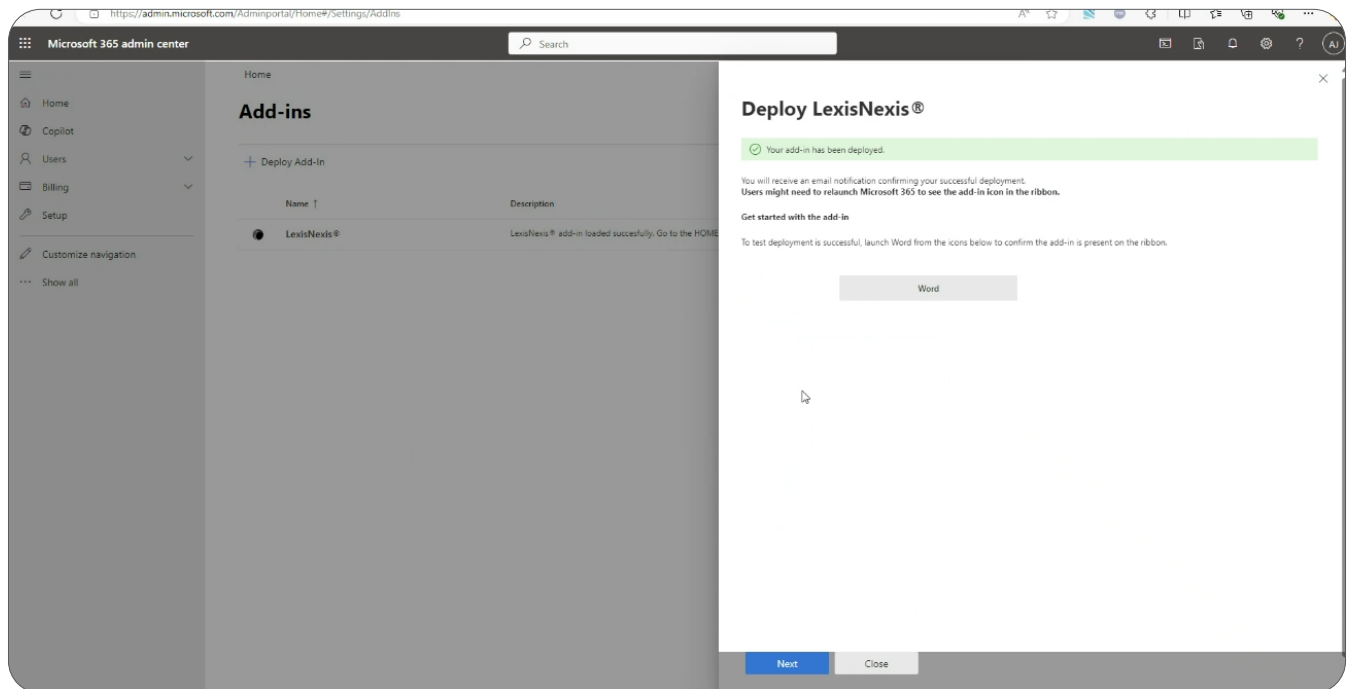 https://admin.microsoft.com/Adminportal/Home#/Settings/AddIns
Microsoft 365 admin center
Search
AJ
Home
Copilot
Users
Billing
Setup
Customize navigation
Show all
Home
Add-ins
Deploy Add-In
Name ↑
Description
LexisNexis®
LexisNexis® add-in loaded succesfully. Go to the HOME
Deploy LexisNexis®
Your add-in has been deployed.
You will receive an email notification confirming your successful deployment.
Users might need to relaunch Microsoft 365 to see the add-in icon in the ribbon.
Get started with the add-in
To test deployment is successful, launch Word from the icons below to confirm the add-in is present on the ribbon.
Word
Next
Close